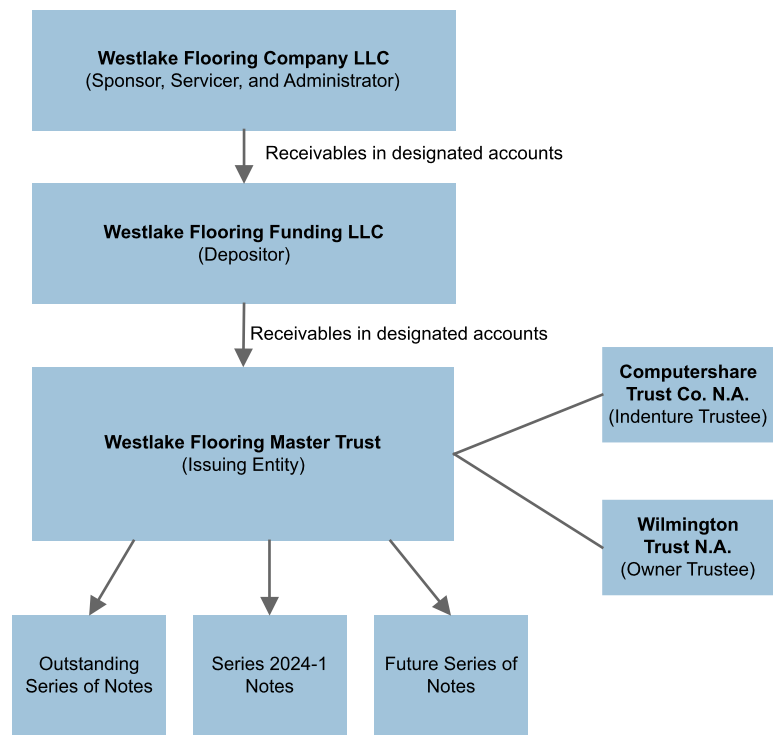 Westlake Flooring Company LLC
(Sponsor, Servicer, and Administrator)
Receivables in designated accounts
Westlake Flooring Funding LLC
(Depositor)
Receivables in designated accounts
Westlake Flooring Master Trust
(Issuing Entity)
Computershare
Trust Co. N.A.
(Indenture Trustee)
Wilmington
Trust N.A.
(Owner Trustee)
Outstanding
Series of Notes
Series 2024-1
Notes
Future Series of
Notes